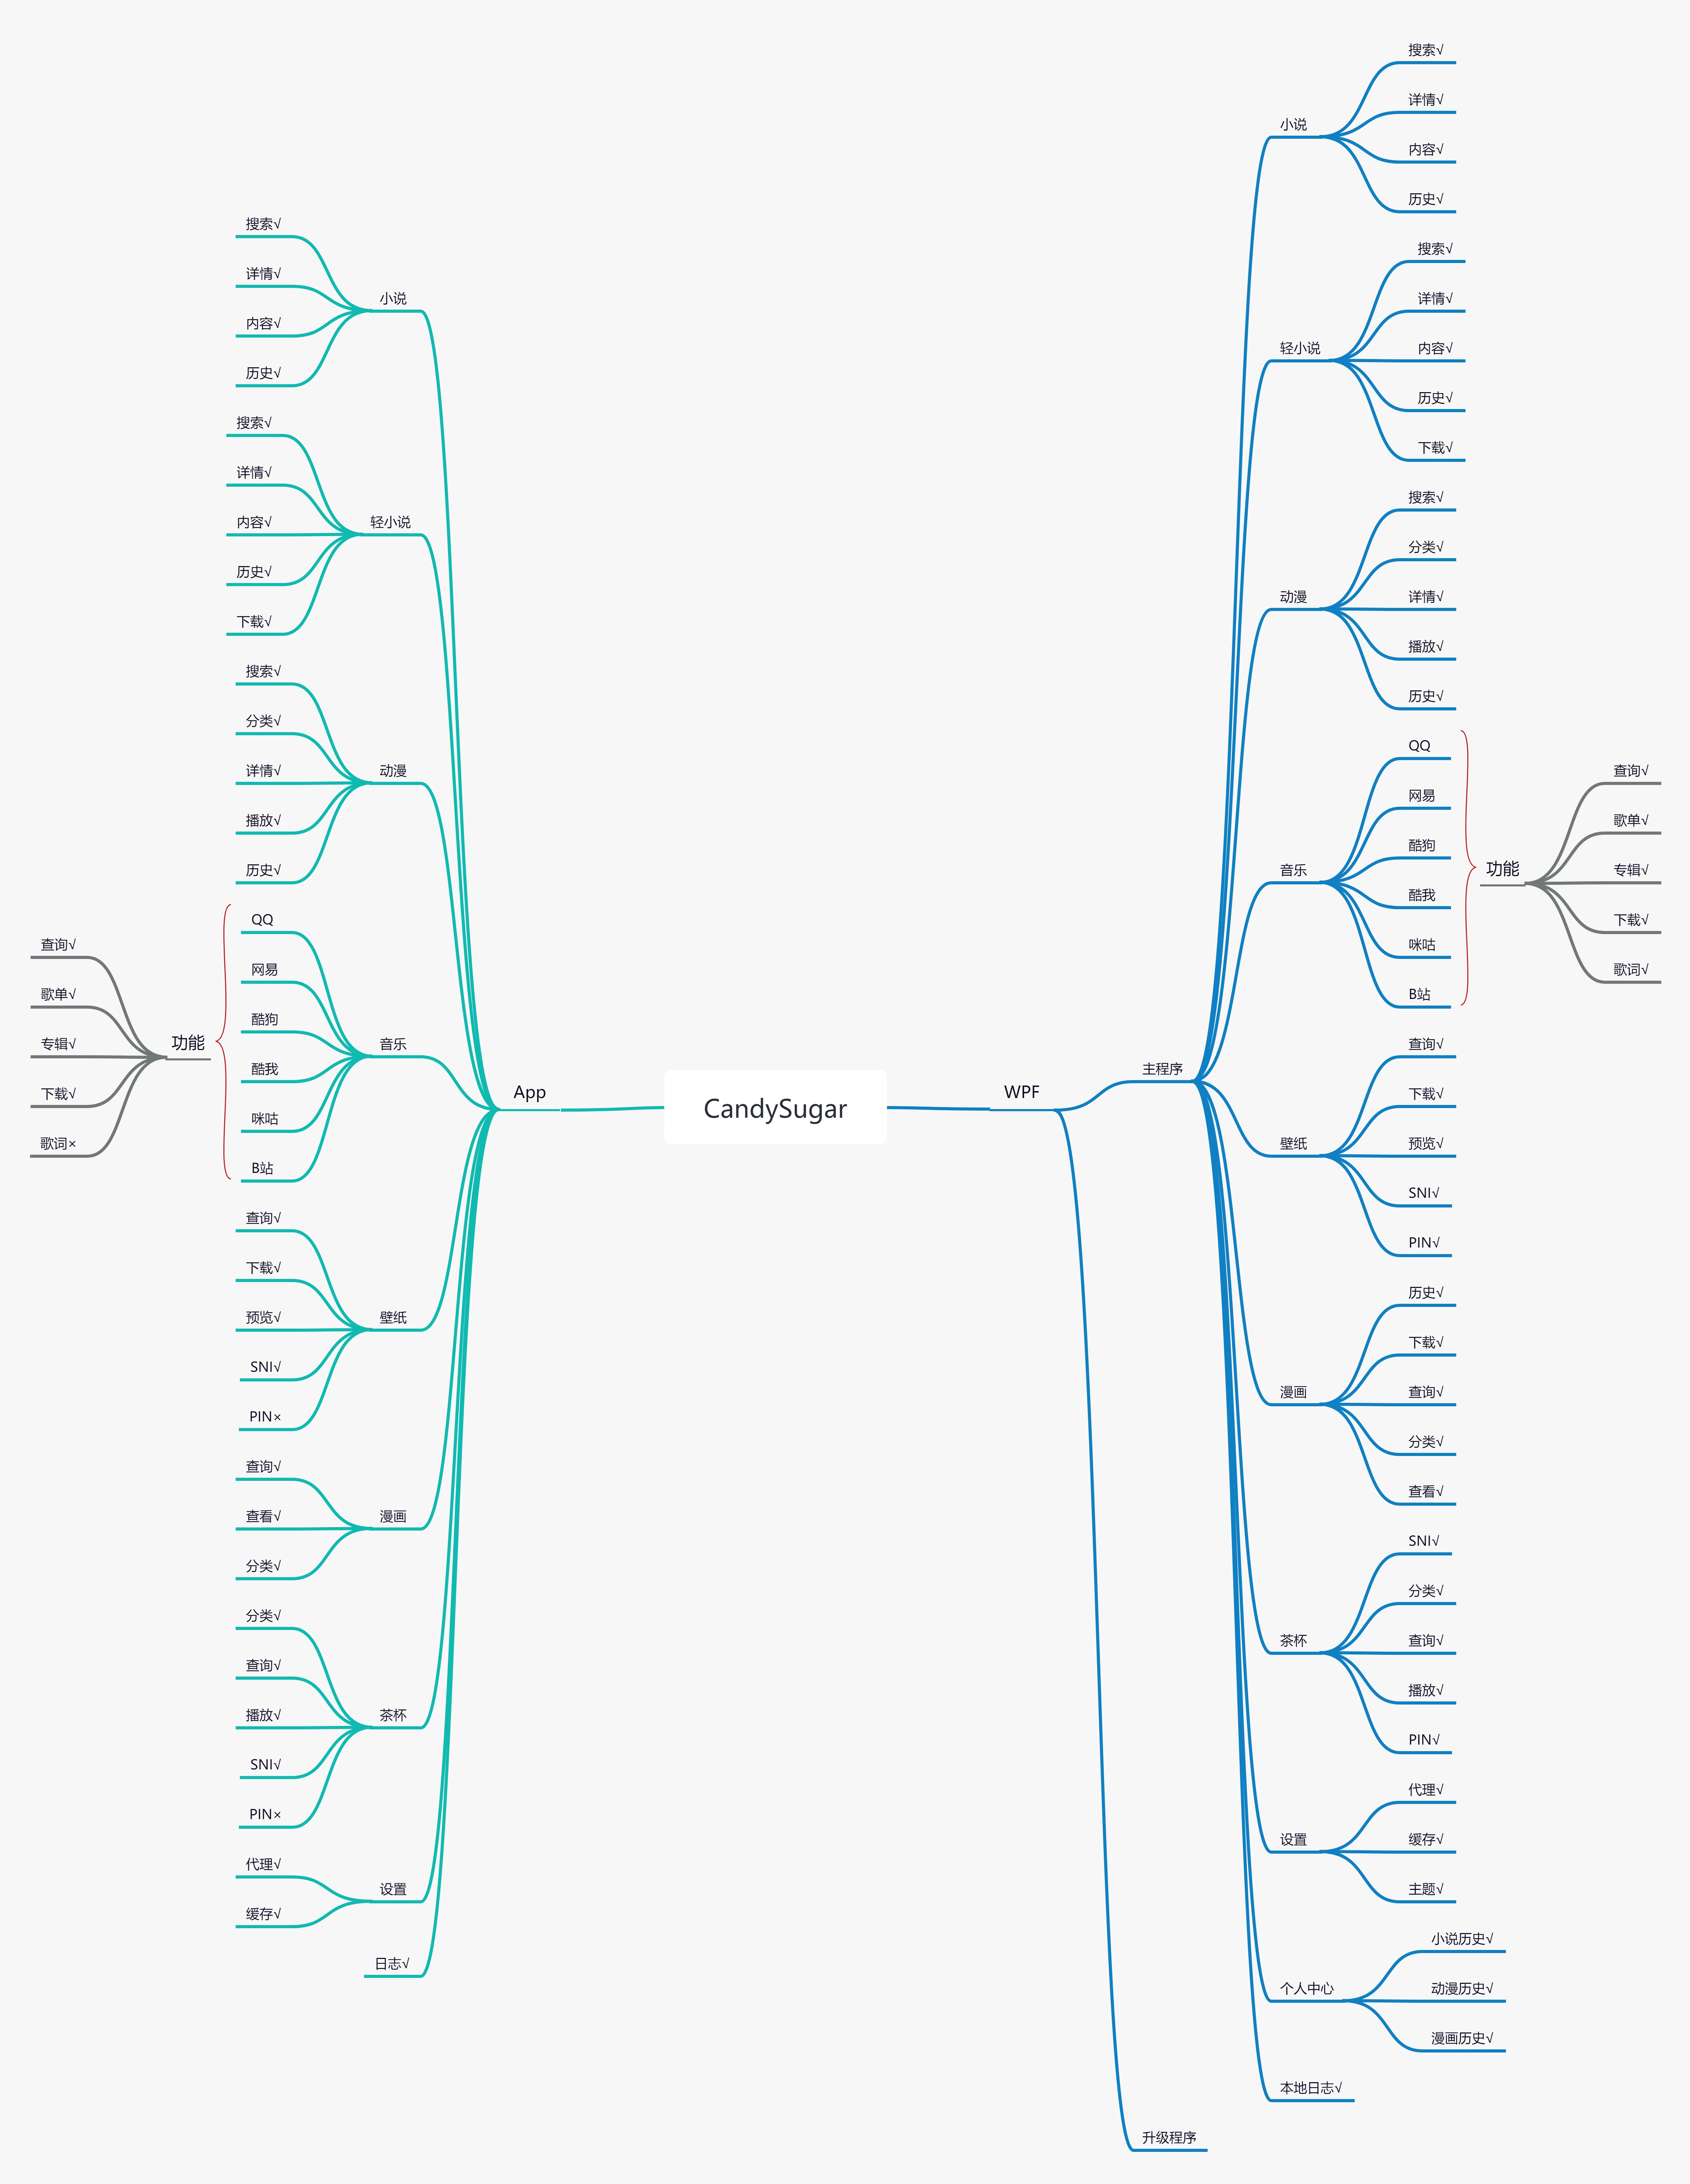 CandySugar
App
小说
搜索√
详情√
内容√
历史√
轻小说
搜索√
详情√
内容√
历史√
下载√
动漫
搜索√
分类√
详情√
播放√
历史√
音乐
QQ
网易
酷狗
酷我
咪咕
B站
功能
查询√
歌单√
专辑√
下载√
歌词×
壁纸
查询√
下载√
预览√
SNI√
PIN×
漫画
查询√
查看√
分类√
茶杯
分类√
查询√
播放√
SNI√
PIN×
设置
代理√
缓存√
日志√
WPF
主程序
小说
搜索√
详情√
内容√
历史√
轻小说
搜索√
详情√
内容√
历史√
下载√
动漫
搜索√
分类√
详情√
播放√
历史√
音乐
QQ
网易
酷狗
酷我
咪咕
B站
功能
查询√
歌单√
专辑√
下载√
歌词√
壁纸
查询√
下载√
预览√
SNI√
PIN√
漫画
历史√
下载√
查询√
分类√
查看√
茶杯
SNI√
分类√
查询√
播放√
PIN√
设置
代理√
缓存√
主题√
个人中心
小说历史√
动漫历史√
漫画历史√
本地日志√
升级程序